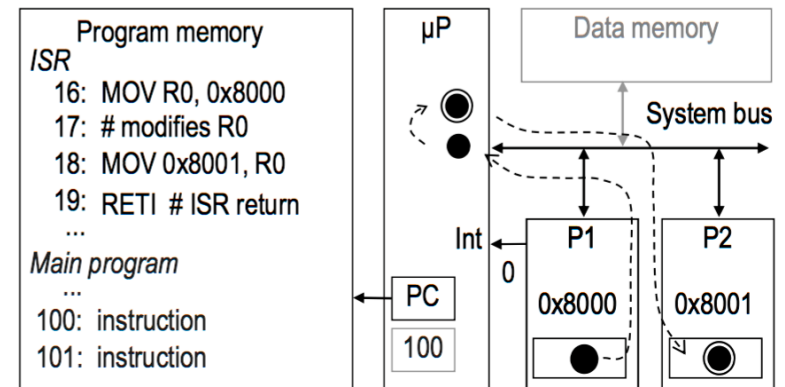 Program memory
ISR
16: MOV R0, 0x8000
17: # modifies R0
18: MOV 0x8001, R0
19: RETI # ISR return
...
Main program
...
100: instruction
101: instruction
μP
Data memory
System bus
Int
0
PC
100
P1
0x8000
P2
0x8001